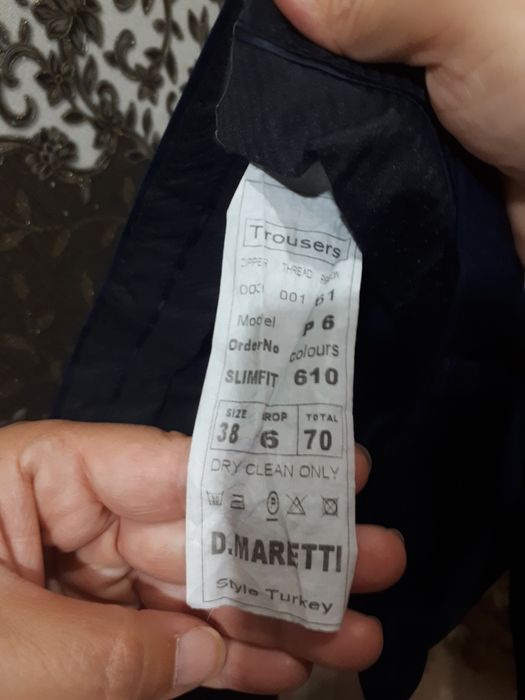 Trousers
ZIPPER THREAD
003 001 61
Model P 6
OrderNo colours
SLIMFIT 610
SIZE DROP TOTAL
38 6 70
DRY CLEAN ONLY
P
D.MARETTI
Style Turkey